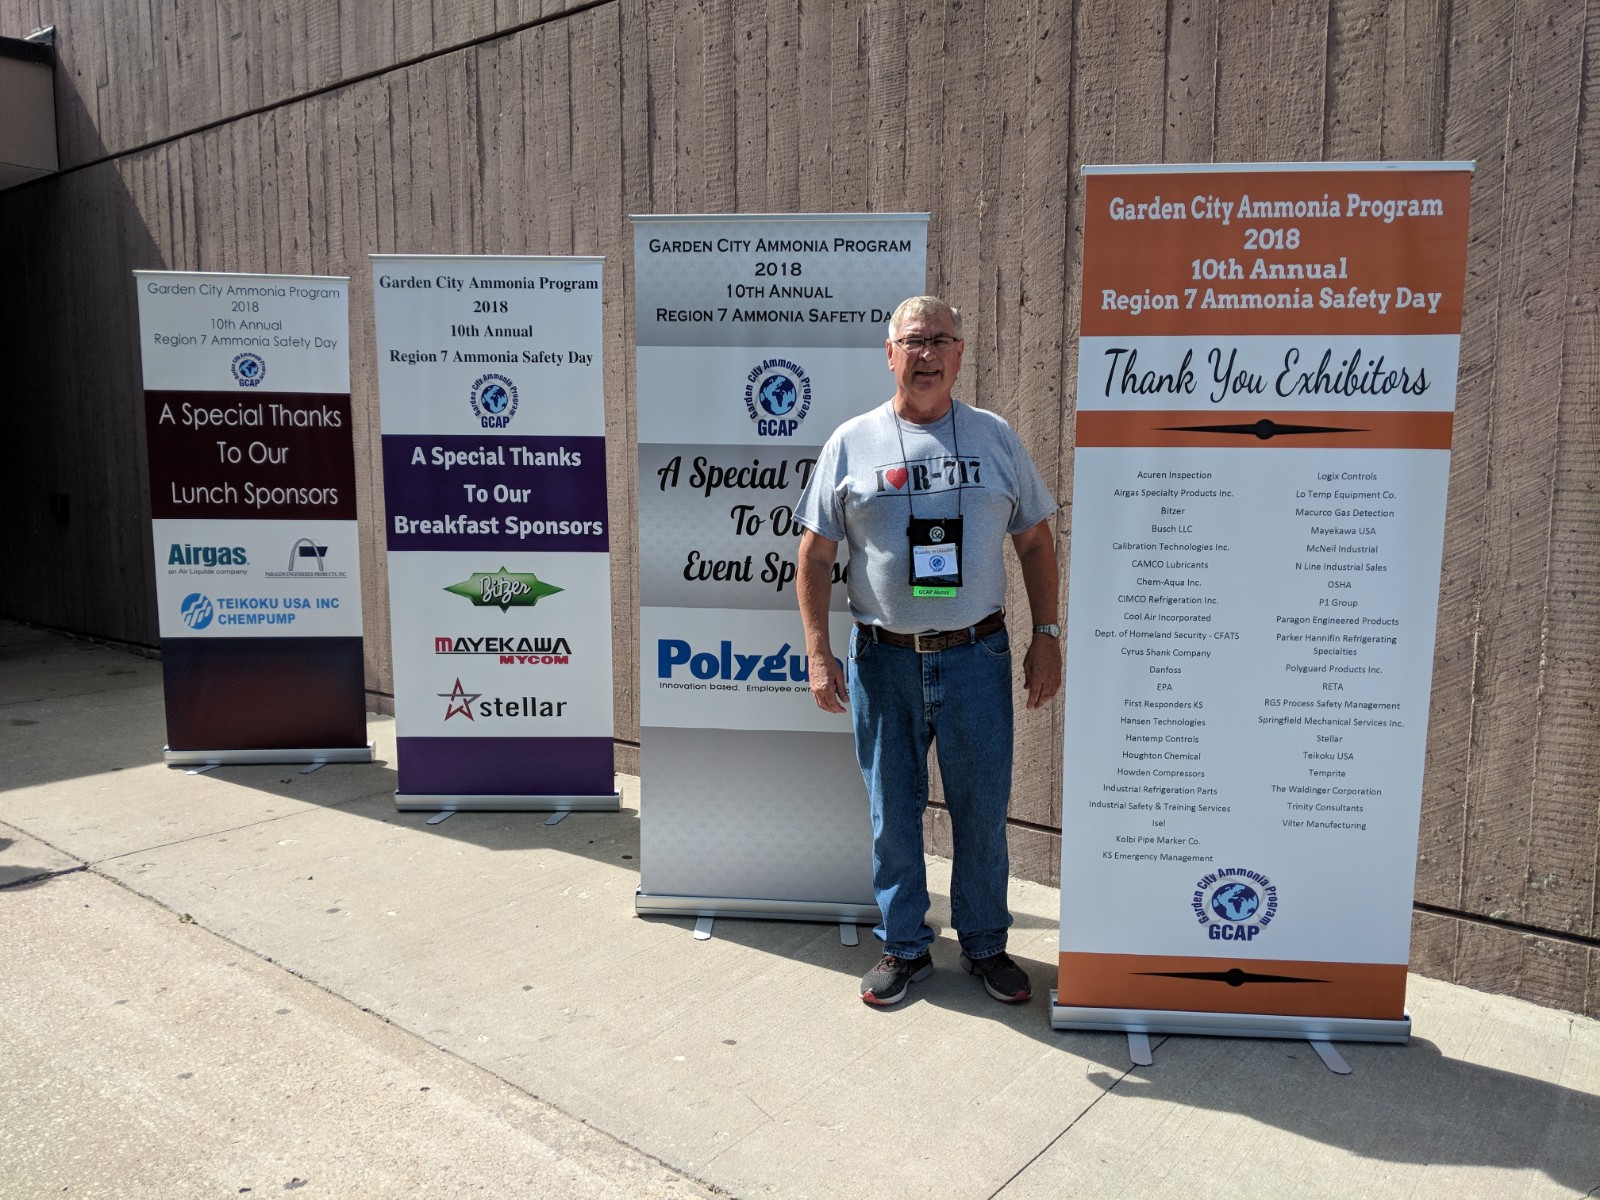 Garden City Ammonia Program
2018
10th Annual
Region 7 Ammonia Safety Day
Garden City Ammonia Program
GCAP
A Special Thanks
To Our
Lunch Sponsors
Airgas
an Air Liquide company
PARAGON ENGINEERED PRODUCTS, INC.
TEIKOKU USA INC
CHEMPUMP
Garden City Ammonia Program
2018
10th Annual
Region 7 Ammonia Safety Day
Garden City Ammonia Program
GCAP
A Special Thanks
To Our
Breakfast Sponsors
Bitzer
MAYEKAWA
MYCOM
stellar
GARDEN CITY AMMONIA PROGRAM
2018
10TH ANNUAL
REGION 7 AMMONIA SAFETY DA
Garden City Ammonia Program
GCAP
A Special T
To Ou
Event Spons
Polygu
Innovation based. Employee own
I R-717
GCAP Alumni
Garden City Ammonia Program
2018
10th Annual
Region 7 Ammonia Safety Day
Thank You Exhibitors
Acuren Inspection
Airgas Specialty Products Inc.
Bitzer
Busch LLC
Calibration Technologies Inc.
CAMCO Lubricants
Chem-Aqua Inc.
CIMCO Refrigeration Inc.
Cool Air Incorporated
Dept. of Homeland Security - CFATS
Cyrus Shank Company
Danfoss
EPA
First Responders KS
Hansen Technologies
Hantemp Controls
Houghton Chemical
Howden Compressors
Industrial Refrigeration Parts
Industrial Safety & Training Services
Isel
Kolbi Pipe Marker Co.
KS Emergency Management
Logix Controls
Lo Temp Equipment Co.
Macurco Gas Detection
Mayekawa USA
McNeil Industrial
N Line Industrial Sales
OSHA
P1 Group
Paragon Engineered Products
Parker Hannifin Refrigerating
Specialties
Polyguard Products Inc.
RETA
RGS Process Safety Management
Springfield Mechanical Services Inc.
Stellar
Teikoku USA
Temprite
The Waldinger Corporation
Trinity Consultants
Vilter Manufacturing
Garden City Ammonia Program
GCAP